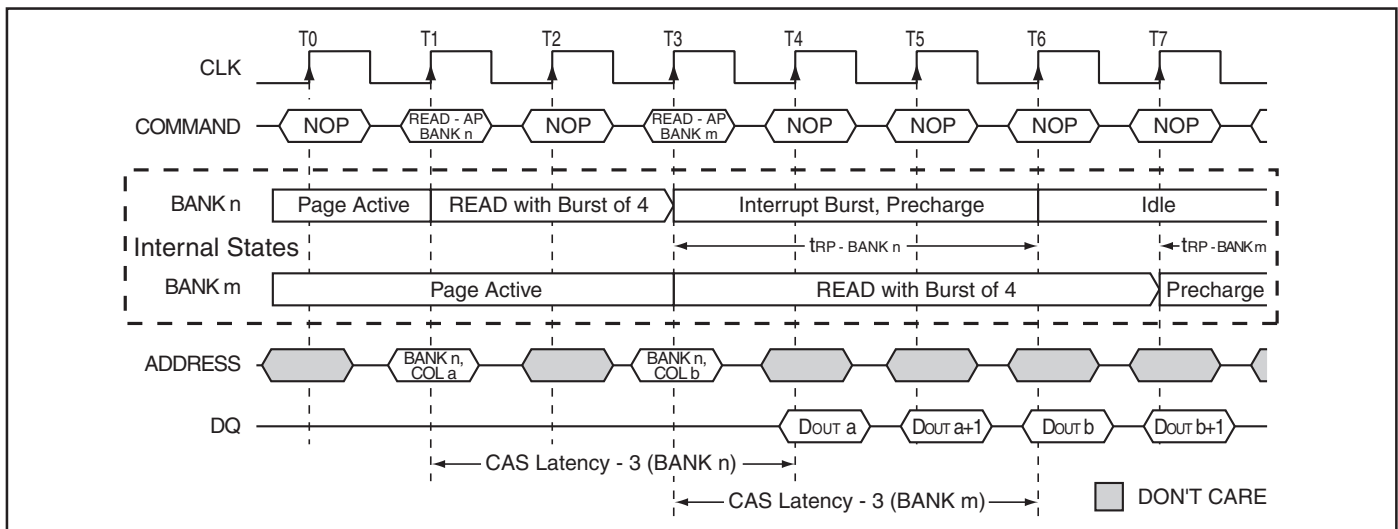 T0 T1 T2 T3 T4 T5 T6 T7
CLK
COMMAND NOP READ - AP BANK n NOP READ - AP BANK m NOP NOP NOP NOP
BANK n Page Active READ with Burst of 4 Interrupt Burst, Precharge Idle
Internal States tRP - BANK n tRP - BANK m
BANK m Page Active READ with Burst of 4 Precharge
ADDRESS BANK n, COL a BANK n, COL b
DQ DOUT a DOUT a+1 DOUT b DOUT b+1
CAS Latency - 3 (BANK n)
CAS Latency - 3 (BANK m) DON'T CARE